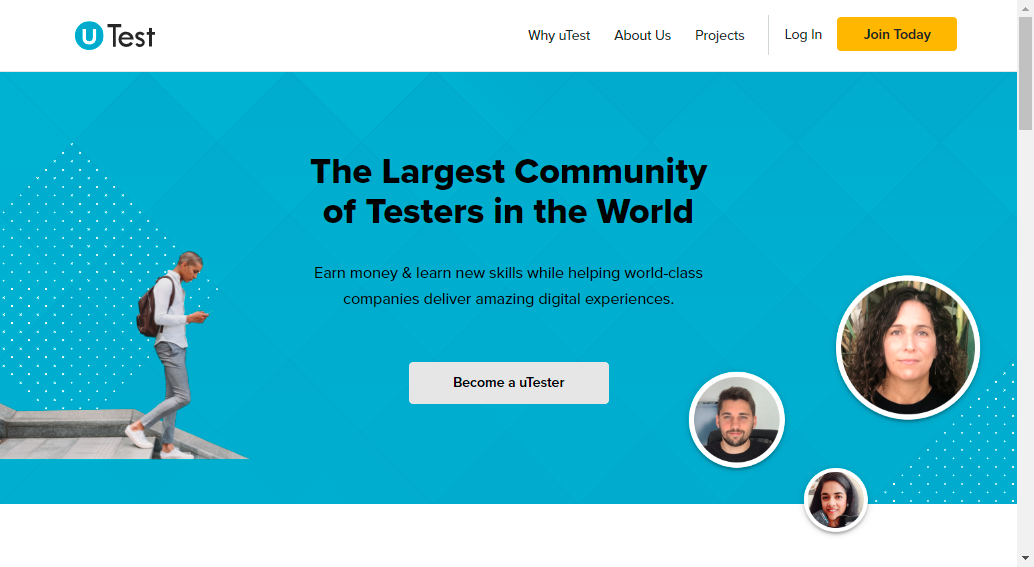 uTest
Why uTest
About Us
Projects
Log In
Join Today
The Largest Community
of Testers in the World
Earn money & learn new skills while helping world-class
companies deliver amazing digital experiences.
Become a uTester